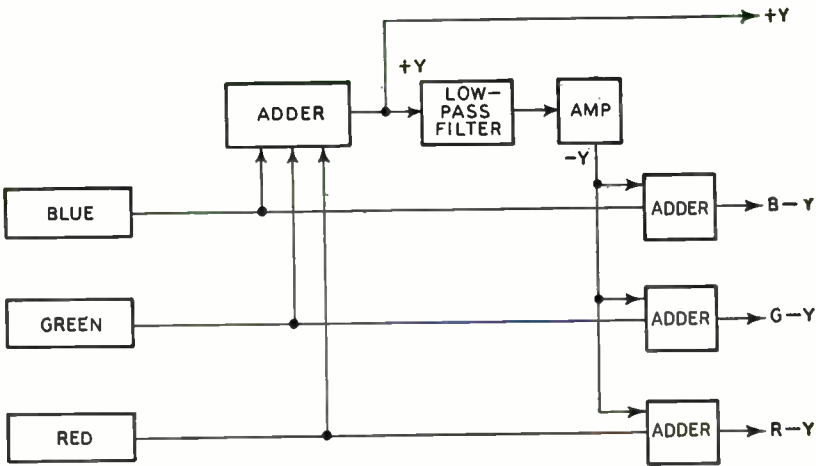 +Y
+Y
ADDER
LOW-
PASS
FILTER
AMP
-Y
BLUE
ADDER
B-Y
GREEN
ADDER
G-Y
RED
ADDER
R-Y